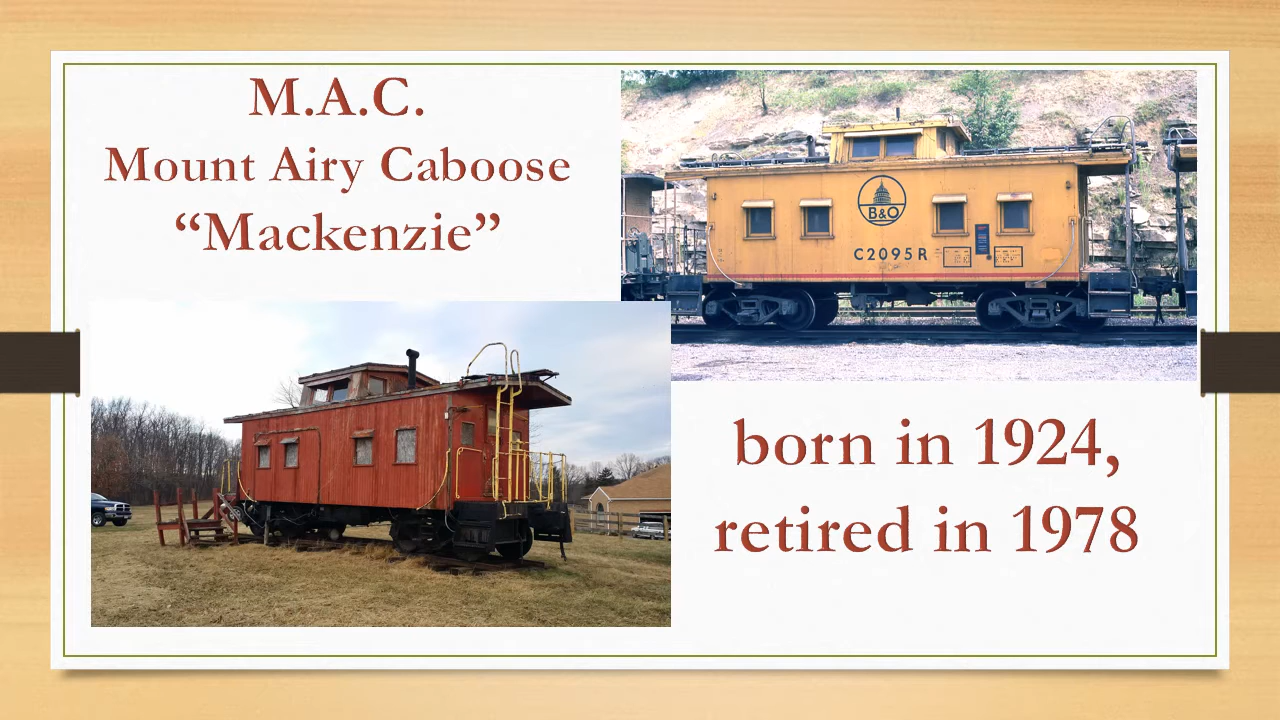 M.A.C.
Mount Airy Caboose
“Mackenzie”
B&O
C2095R
born in 1924,
retired in 1978